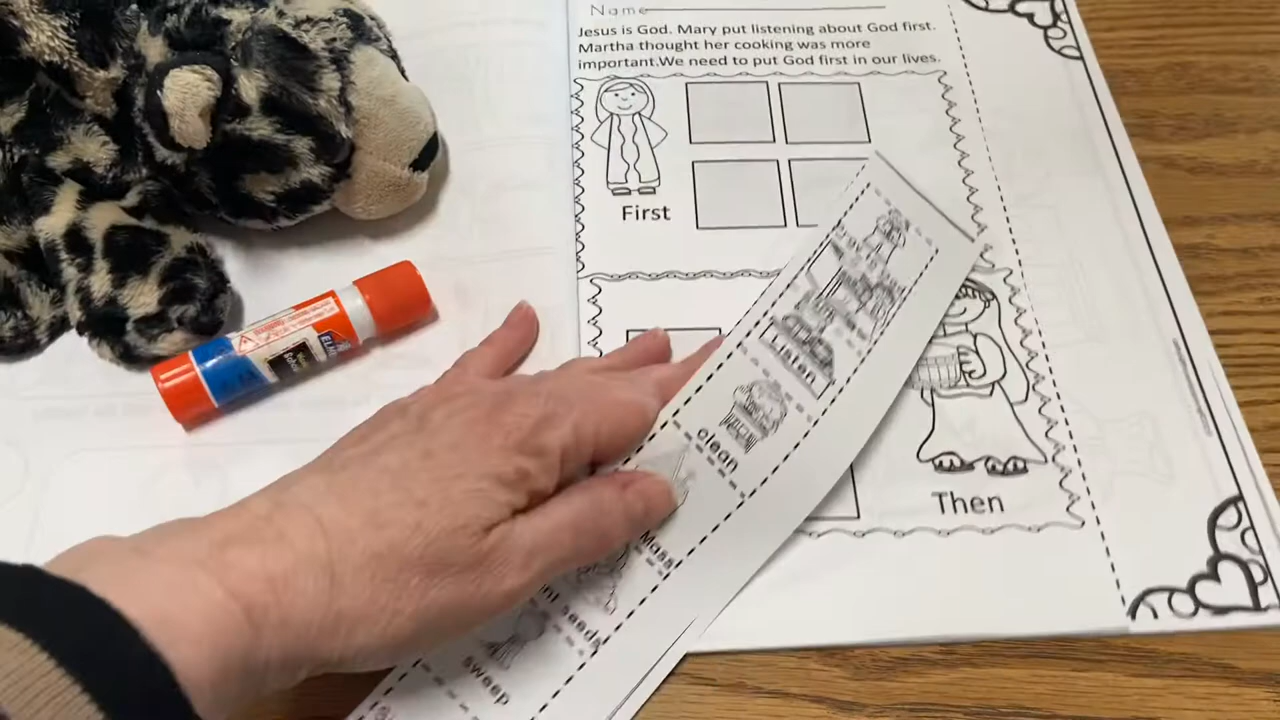 Name
Jesus is God. Mary put listening about God first.
Martha thought her cooking was more
important.We need to put God first in our lives.
First
Listen
clean
sweep
Then